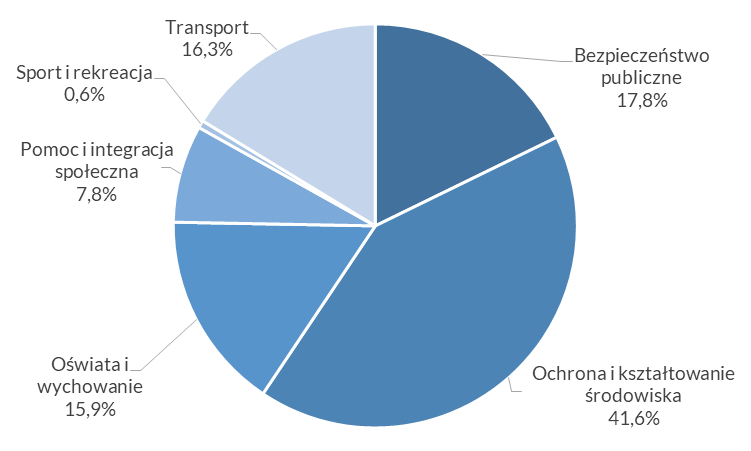 Transport
16,3%
Bezpieczeństwo
publiczne
17,8%
Sport i rekreacja
0,6%
Pomoc i integracja
społeczna
7,8%
Oświata i
wychowanie
15,9%
Ochrona i kształtowanie
środowiska
41,6%